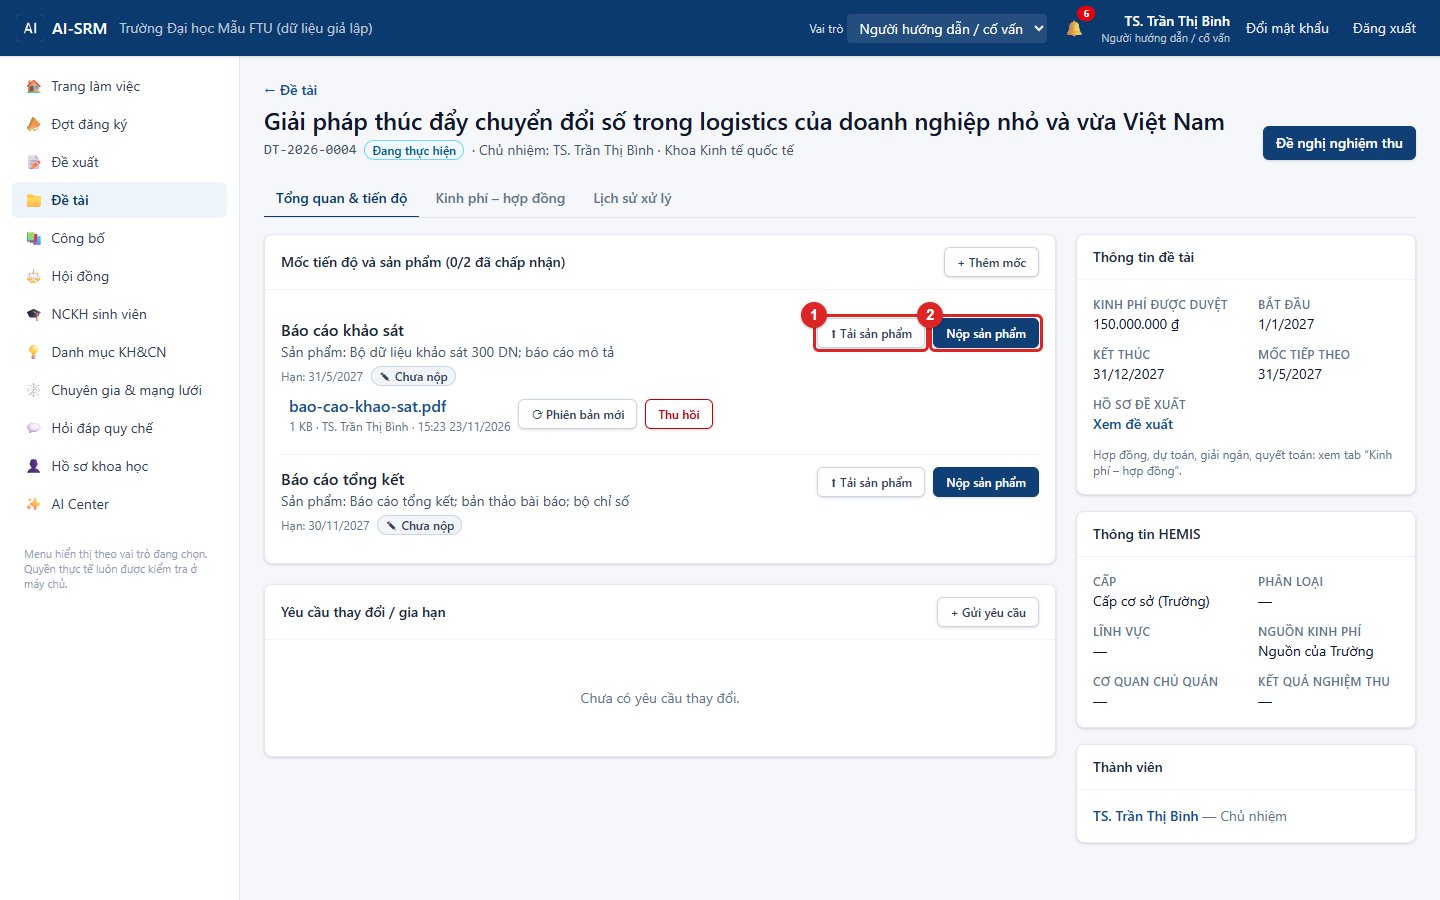 AI AI-SRM Trường Đại học Mẫu FTU (dữ liệu giả lập)
Vai trò Người hướng dẫn / cố vấn
6
TS. Trần Thị Bình
Người hướng dẫn / cố vấn
Đổi mật khẩu
Đăng xuất
Trang làm việc
Đợt đăng ký
Đề xuất
Đề tài
Công bố
Hội đồng
NCKH sinh viên
Danh mục KH&CN
Chuyên gia & mạng lưới
Hỏi đáp quy chế
Hồ sơ khoa học
AI Center
Menu hiển thị theo vai trò đang chọn.
Quyền thực tế luôn được kiểm tra ở
máy chủ.
← Đề tài
Giải pháp thúc đẩy chuyển đổi số trong logistics của doanh nghiệp nhỏ và vừa Việt Nam
DT-2026-0004 Đang thực hiện · Chủ nhiệm: TS. Trần Thị Bình · Khoa Kinh tế quốc tế
Đề nghị nghiệm thu
Tổng quan & tiến độ
Kinh phí – hợp đồng
Lịch sử xử lý
Mốc tiến độ và sản phẩm (0/2 đã chấp nhận)
+ Thêm mốc
1
2
Báo cáo khảo sát
⬆ Tải sản phẩm
Nộp sản phẩm
Sản phẩm: Bộ dữ liệu khảo sát 300 DN; báo cáo mô tả
Hạn: 31/5/2027 ✎ Chưa nộp
bao-cao-khao-sat.pdf
1 KB · TS. Trần Thị Bình · 15:23 23/11/2026
⟳ Phiên bản mới
Thu hồi
Báo cáo tổng kết
⬆ Tải sản phẩm
Nộp sản phẩm
Sản phẩm: Báo cáo tổng kết; bản thảo bài báo; bộ chỉ số
Hạn: 30/11/2027 ✎ Chưa nộp
Yêu cầu thay đổi / gia hạn
+ Gửi yêu cầu
Chưa có yêu cầu thay đổi.
Thông tin đề tài
KINH PHÍ ĐƯỢC DUYỆT
150.000.000 ₫
BẮT ĐẦU
1/1/2027
KẾT THÚC
31/12/2027
MỐC TIẾP THEO
31/5/2027
HỒ SƠ ĐỀ XUẤT
Xem đề xuất
Hợp đồng, dự toán, giải ngân, quyết toán: xem tab “Kinh
phí – hợp đồng”.
Thông tin HEMIS
CẤP
Cấp cơ sở (Trường)
PHÂN LOẠI
—
LĨNH VỰC
—
NGUỒN KINH PHÍ
Nguồn của Trường
CƠ QUAN CHỦ QUẢN
—
KẾT QUẢ NGHIỆM THU
—
Thành viên
TS. Trần Thị Bình — Chủ nhiệm